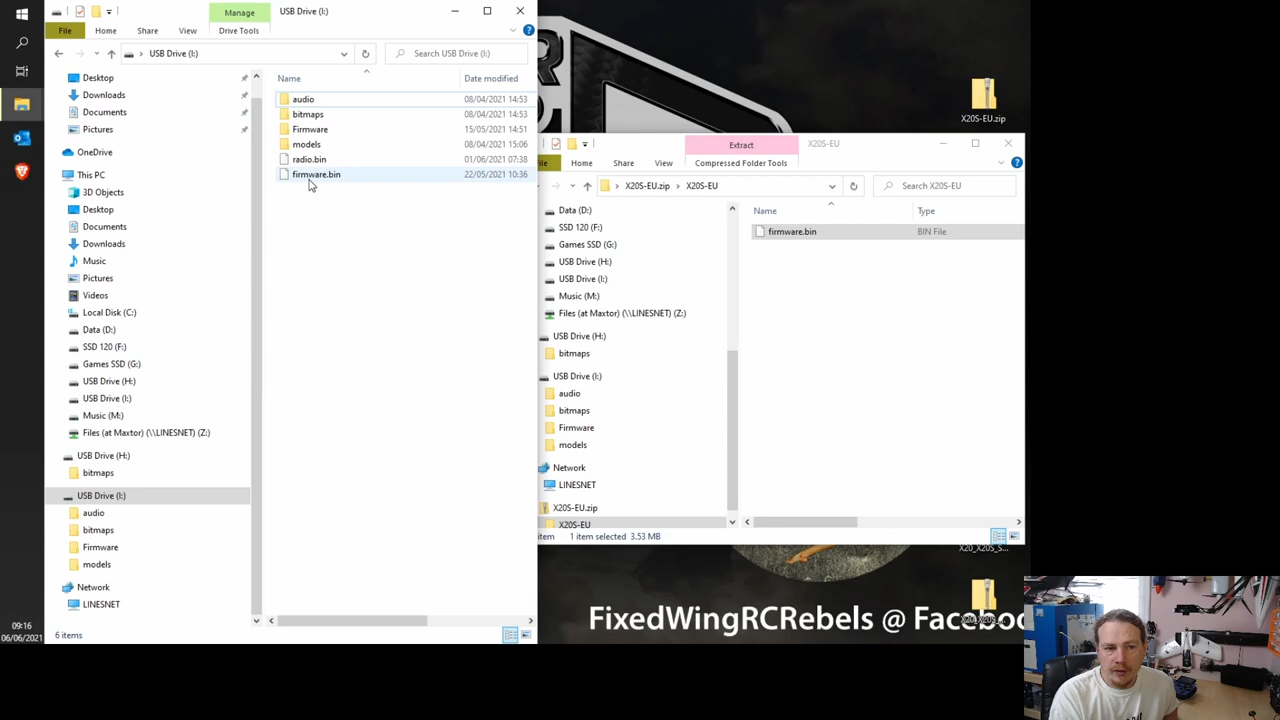 Manage
USB Drive (I:)
File
Home
Share
View
Drive Tools
USB Drive (I:)
Search USB Drive (I:)
Desktop
Downloads
Documents
Pictures
OneDrive
This PC
3D Objects
Desktop
Documents
Downloads
Music
Pictures
Videos
Local Disk (C:)
Data (D:)
SSD 120 (F:)
Games SSD (G:)
USB Drive (H:)
USB Drive (I:)
Music (M:)
Files (at Maxtor) (\\LINESNET) (Z:)
USB Drive (H:)
bitmaps
USB Drive (I:)
audio
bitmaps
Firmware
models
Network
LINESNET
6 items
Name
Date modified
audio 08/04/2021 14:53
bitmaps 08/04/2021 14:53
Firmware 15/05/2021 14:51
models 08/04/2021 15:06
radio.bin 01/06/2021 07:38
firmware.bin 22/05/2021 10:36
09:16
06/06/2021
Extract
X20S-EU
File
Home
Share
View
Compressed Folder Tools
X20S-EU.zip
X20S-EU
Search X20S-EU
Data (D:)
SSD 120 (F:)
Games SSD (G:)
USB Drive (H:)
USB Drive (I:)
Music (M:)
Files (at Maxtor) (\\LINESNET) (Z:)
USB Drive (H:)
bitmaps
USB Drive (I:)
audio
bitmaps
Firmware
models
Network
LINESNET
X20S-EU.zip
X20S-EU
Name
Type
firmware.bin BIN File
item 1 item selected 3.53 MB
X20S-EU.zip
X20_X20S_S...
FixedWingRCRebels @ Facebo